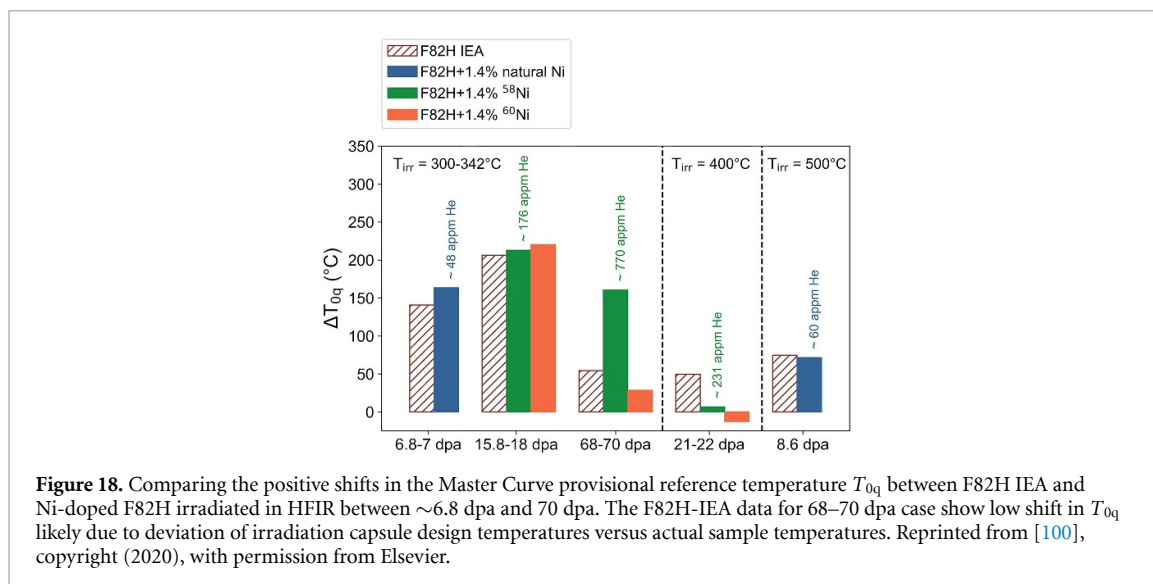 F82H IEA
F82H+1.4% natural Ni
F82H+1.4% ⁵⁸Ni
F82H+1.4% ⁶⁰Ni
350
300
250
200
150
100
50
0
ΔT₀q (°C)
Tirr = 300-342°C
Tirr = 400°C
Tirr = 500°C
~ 48 appm He
~ 176 appm He
~ 770 appm He
~ 231 appm He
~ 60 appm He
6.8-7 dpa
15.8-18 dpa
68-70 dpa
21-22 dpa
8.6 dpa
Figure 18. Comparing the positive shifts in the Master Curve provisional reference temperature T₀q between F82H IEA and
Ni-doped F82H irradiated in HFIR between ∼6.8 dpa and 70 dpa. The F82H-IEA data for 68–70 dpa case show low shift in T₀q
likely due to deviation of irradiation capsule design temperatures versus actual sample temperatures. Reprinted from [100],
copyright (2020), with permission from Elsevier.